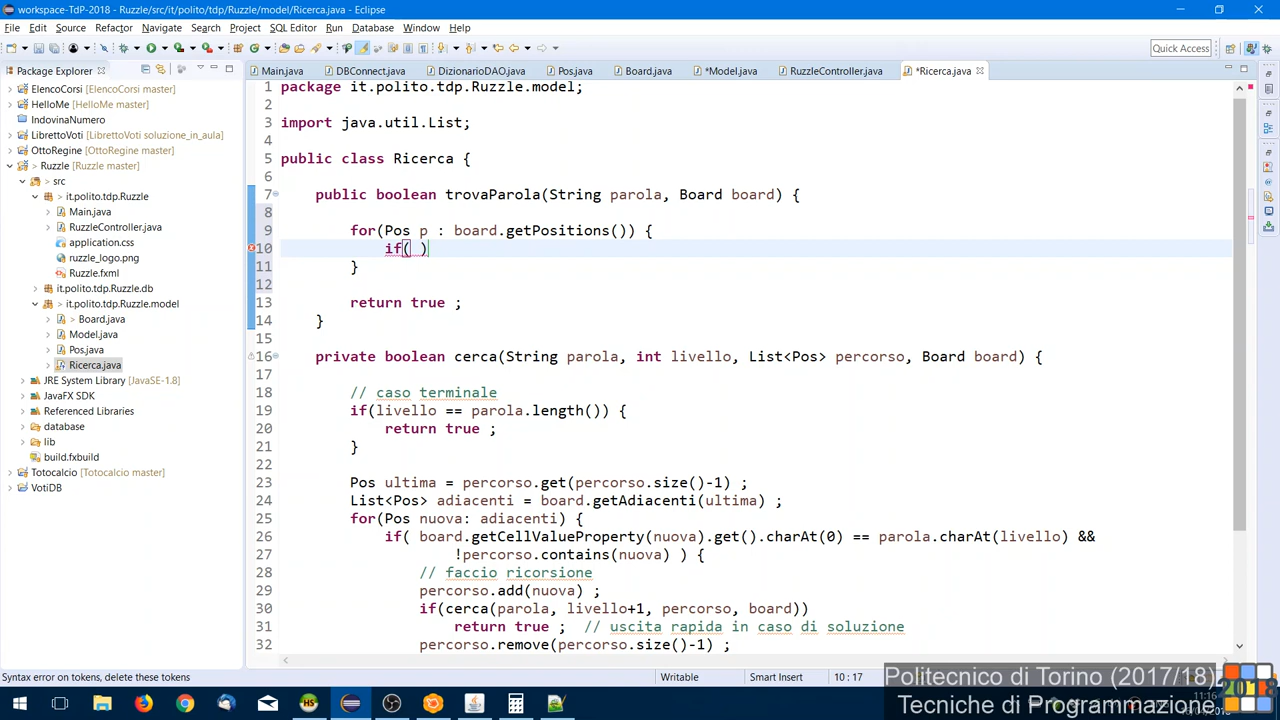 workspace-TdP-2018 - Ruzzle/src/it/polito/tdp/Ruzzle/model/Ricerca.java - Eclipse
File Edit Source Refactor Navigate Search Project SQL Editor Run Database Window Help
Quick Access
Package Explorer
Main.java DBConnect.java DizionarioDAO.java Pos.java Board.java *Model.java RuzzleController.java *Ricerca.java
ElencoCorsi [ElencoCorsi master]
HelloMe [HelloMe master]
IndovinaNumero
LibrettoVoti [LibrettoVoti soluzione_in_aula]
OttoRegine [OttoRegine master]
> Ruzzle [Ruzzle master]
> src
> it.polito.tdp.Ruzzle
Main.java
RuzzleController.java
application.css
ruzzle_logo.png
Ruzzle.fxml
it.polito.tdp.Ruzzle.db
> it.polito.tdp.Ruzzle.model
> Board.java
Model.java
Pos.java
Ricerca.java
JRE System Library [JavaSE-1.8]
JavaFX SDK
Referenced Libraries
database
lib
build.fxbuild
Totocalcio [Totocalcio master]
VotiDB
1 package it.polito.tdp.Ruzzle.model;
2
3 import java.util.List;
4
5 public class Ricerca {
6
7 public boolean trovaParola(String parola, Board board) {
8
9 for(Pos p : board.getPositions()) {
10 if( )
11 }
12
13 return true ;
14 }
15
16 private boolean cerca(String parola, int livello, List<Pos> percorso, Board board) {
17
18 // caso terminale
19 if(livello == parola.length()) {
20 return true ;
21 }
22
23 Pos ultima = percorso.get(percorso.size()-1) ;
24 List<Pos> adiacenti = board.getAdiacenti(ultima) ;
25 for(Pos nuova: adiacenti) {
26 if( board.getCellValueProperty(nuova).get().charAt(0) == parola.charAt(livello) &&
27 !percorso.contains(nuova) ) {
28 // faccio ricorsione
29 percorso.add(nuova) ;
30 if(cerca(parola, livello+1, percorso, board))
31 return true ; // uscita rapida in caso di soluzione
32 percorso.remove(percorso.size()-1) ;
Syntax error on tokens, delete these tokens
Writable
Smart Insert
10 : 17
Politecnico di Torino (2017/18)
Tecniche di Programmazione
2018
11:16